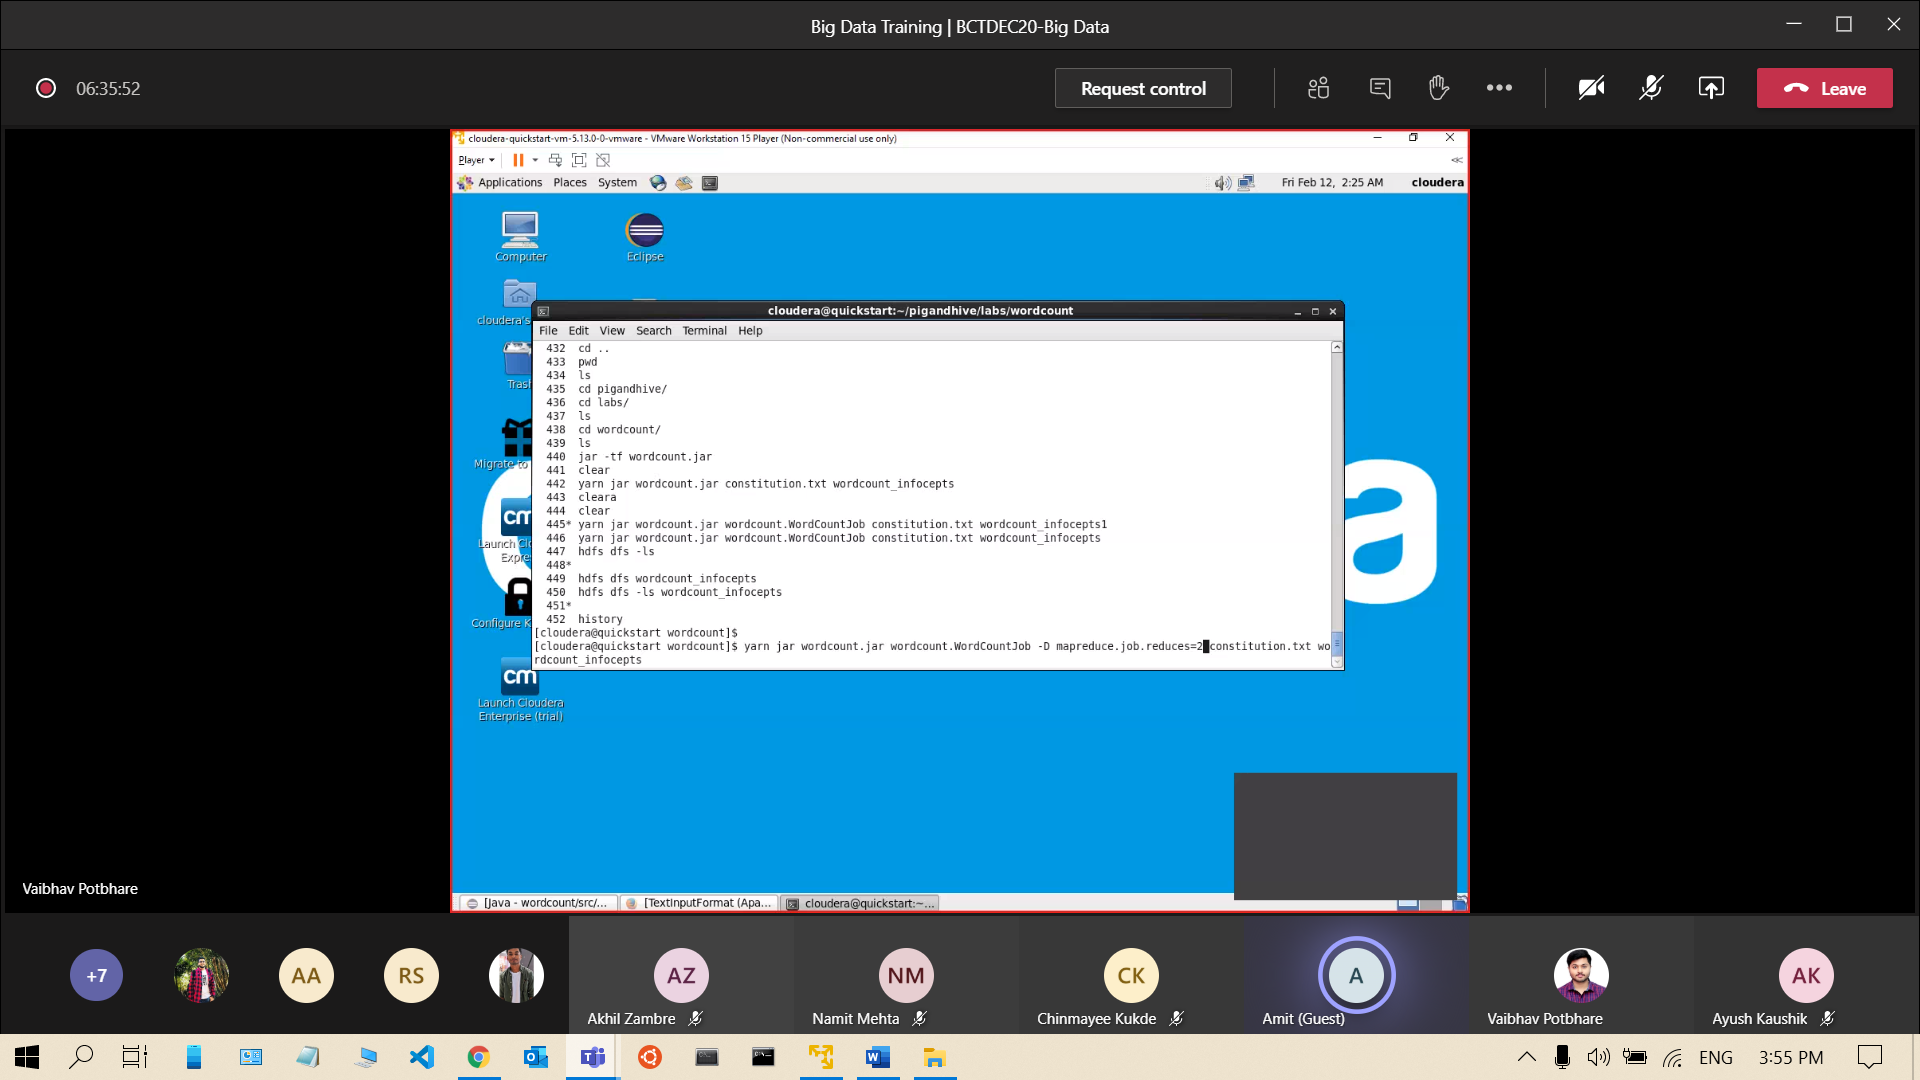 Big Data Training | BCTDEC20-Big Data
06:35:52
Request control
Leave
cloudera-quickstart-vm-5.13.0-0-vmware - VMware Workstation 15 Player (Non-commercial use only)
Player
Applications Places System
Fri Feb 12, 2:25 AM cloudera
Computer
Eclipse
cloudera's
Trash
Migrate to
Launch Clo
Expre
Configure K
Launch Cloudera
Enterprise (trial)
cloudera@quickstart:~/pigandhive/labs/wordcount
File Edit View Search Terminal Help
432 cd ..
433 pwd
434 ls
435 cd pigandhive/
436 cd labs/
437 ls
438 cd wordcount/
439 ls
440 jar -tf wordcount.jar
441 clear
442 yarn jar wordcount.jar constitution.txt wordcount_infocepts
443 cleara
444 clear
445* yarn jar wordcount.jar wordcount.WordCountJob constitution.txt wordcount_infocepts1
446 yarn jar wordcount.jar wordcount.WordCountJob constitution.txt wordcount_infocepts
447 hdfs dfs -ls
448*
449 hdfs dfs wordcount_infocepts
450 hdfs dfs -ls wordcount_infocepts
451*
452 history
[cloudera@quickstart wordcount]$
[cloudera@quickstart wordcount]$ yarn jar wordcount.jar wordcount.WordCountJob -D mapreduce.job.reduces=2 constitution.txt wo
rdcount_infocepts
cm
cm
a
[Java - wordcount/src/...
[TextInputFormat (Apa...
cloudera@quickstart:~...
Vaibhav Potbhare
+7
AA
RS
AZ
Akhil Zambre
NM
Namit Mehta
CK
Chinmayee Kukde
A
Amit (Guest)
Vaibhav Potbhare
AK
Ayush Kaushik
ENG
3:55 PM